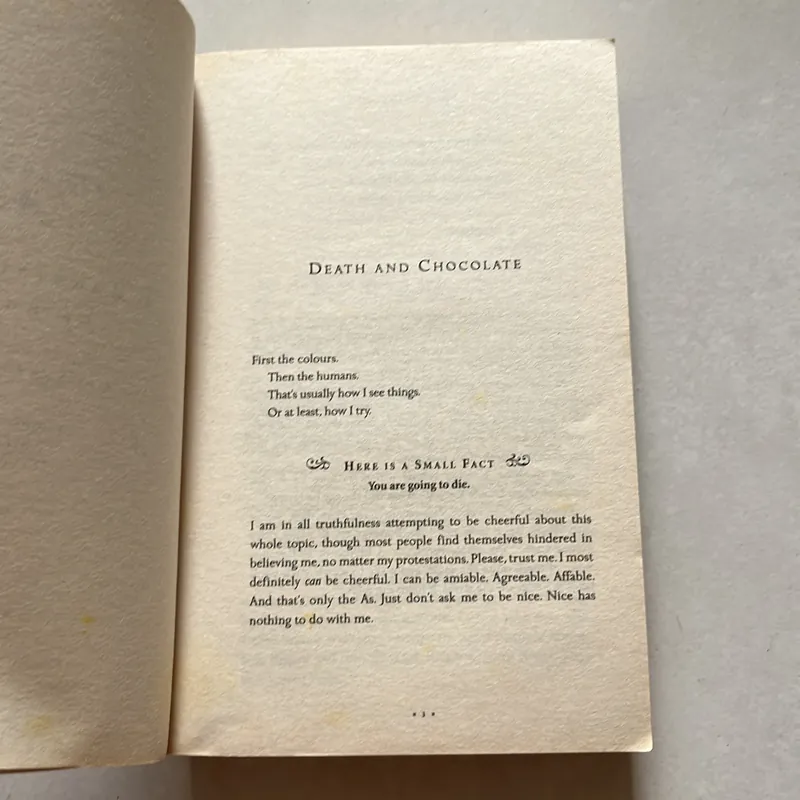 DEATH AND CHOCOLATE
First the colours.
Then the humans.
That's usually how I see things.
Or at least, how I try.
HERE IS A SMALL FACT
You are going to die.
I am in all truthfulness attempting to be cheerful about this
whole topic, though most people find themselves hindered in
believing me, no matter my protestations. Please, trust me. I most
definitely can be cheerful. I can be amiable. Agreeable. Affable.
And that's only the As. Just don't ask me to be nice. Nice has
nothing to do with me.
• 3 •